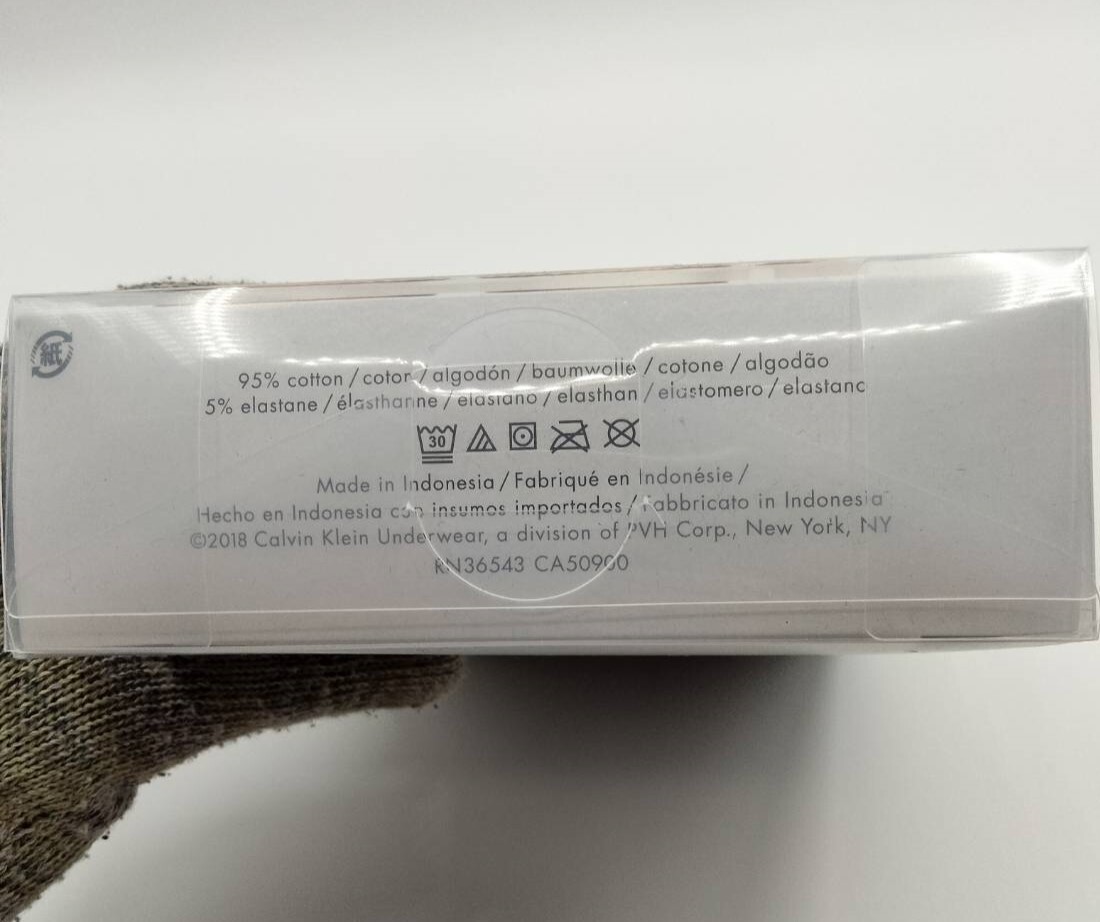 紙
95% cotton / coton / algodón / baumwolle / cotone / algodão
5% elastane / élasthanne / elastano / elasthan / elastomero / elastano
30
Made in Indonesia / Fabriqué en Indonésie /
Hecho en Indonesia con insumos importados / Fabbricato in Indonesia
©2018 Calvin Klein Underwear, a division of PVH Corp., New York, NY
RN36543 CA50900